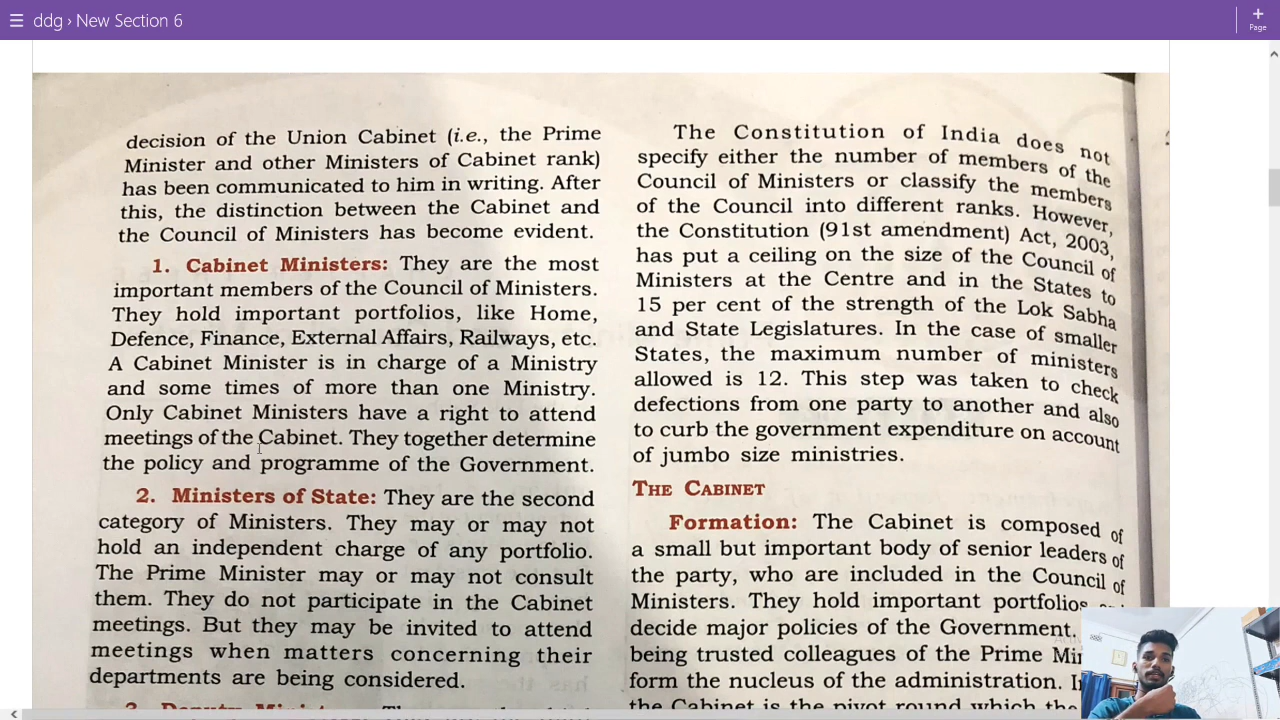 ddg › New Section 6
Page
decision of the Union Cabinet (i.e., the Prime
Minister and other Ministers of Cabinet rank)
has been communicated to him in writing. After
this, the distinction between the Cabinet and
the Council of Ministers has become evident.
1. Cabinet Ministers: They are the most
important members of the Council of Ministers.
They hold important portfolios, like Home,
Defence, Finance, External Affairs, Railways, etc.
A Cabinet Minister is in charge of a Ministry
and some times of more than one Ministry.
Only Cabinet Ministers have a right to attend
meetings of the Cabinet. They together determine
the policy and programme of the Government.
2. Ministers of State: They are the second
category of Ministers. They may or may not
hold an independent charge of any portfolio.
The Prime Minister may or may not consult
them. They do not participate in the Cabinet
meetings. But they may be invited to attend
meetings when matters concerning their
departments are being considered.
The Constitution of India does not
specify either the number of members of the
Council of Ministers or classify the members
of the Council into different ranks. However,
the Constitution (91st amendment) Act, 2003,
has put a ceiling on the size of the Council of
Ministers at the Centre and in the States to
15 per cent of the strength of the Lok Sabha
and State Legislatures. In the case of smaller
States, the maximum number of ministers
allowed is 12. This step was taken to check
defections from one party to another and also
to curb the government expenditure on account
of jumbo size ministries.
THE CABINET
Formation: The Cabinet is composed of
a small but important body of senior leaders of
the party, who are included in the Council of
Ministers. They hold important portfolios
decide major policies of the Government.
being trusted colleagues of the Prime
form the nucleus of the administration.
the Cabinet is the pivot round which the